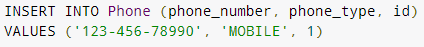 INSERT INTO Phone (phone_number, phone_type, id)
VALUES ('123-456-78990', 'MOBILE', 1)